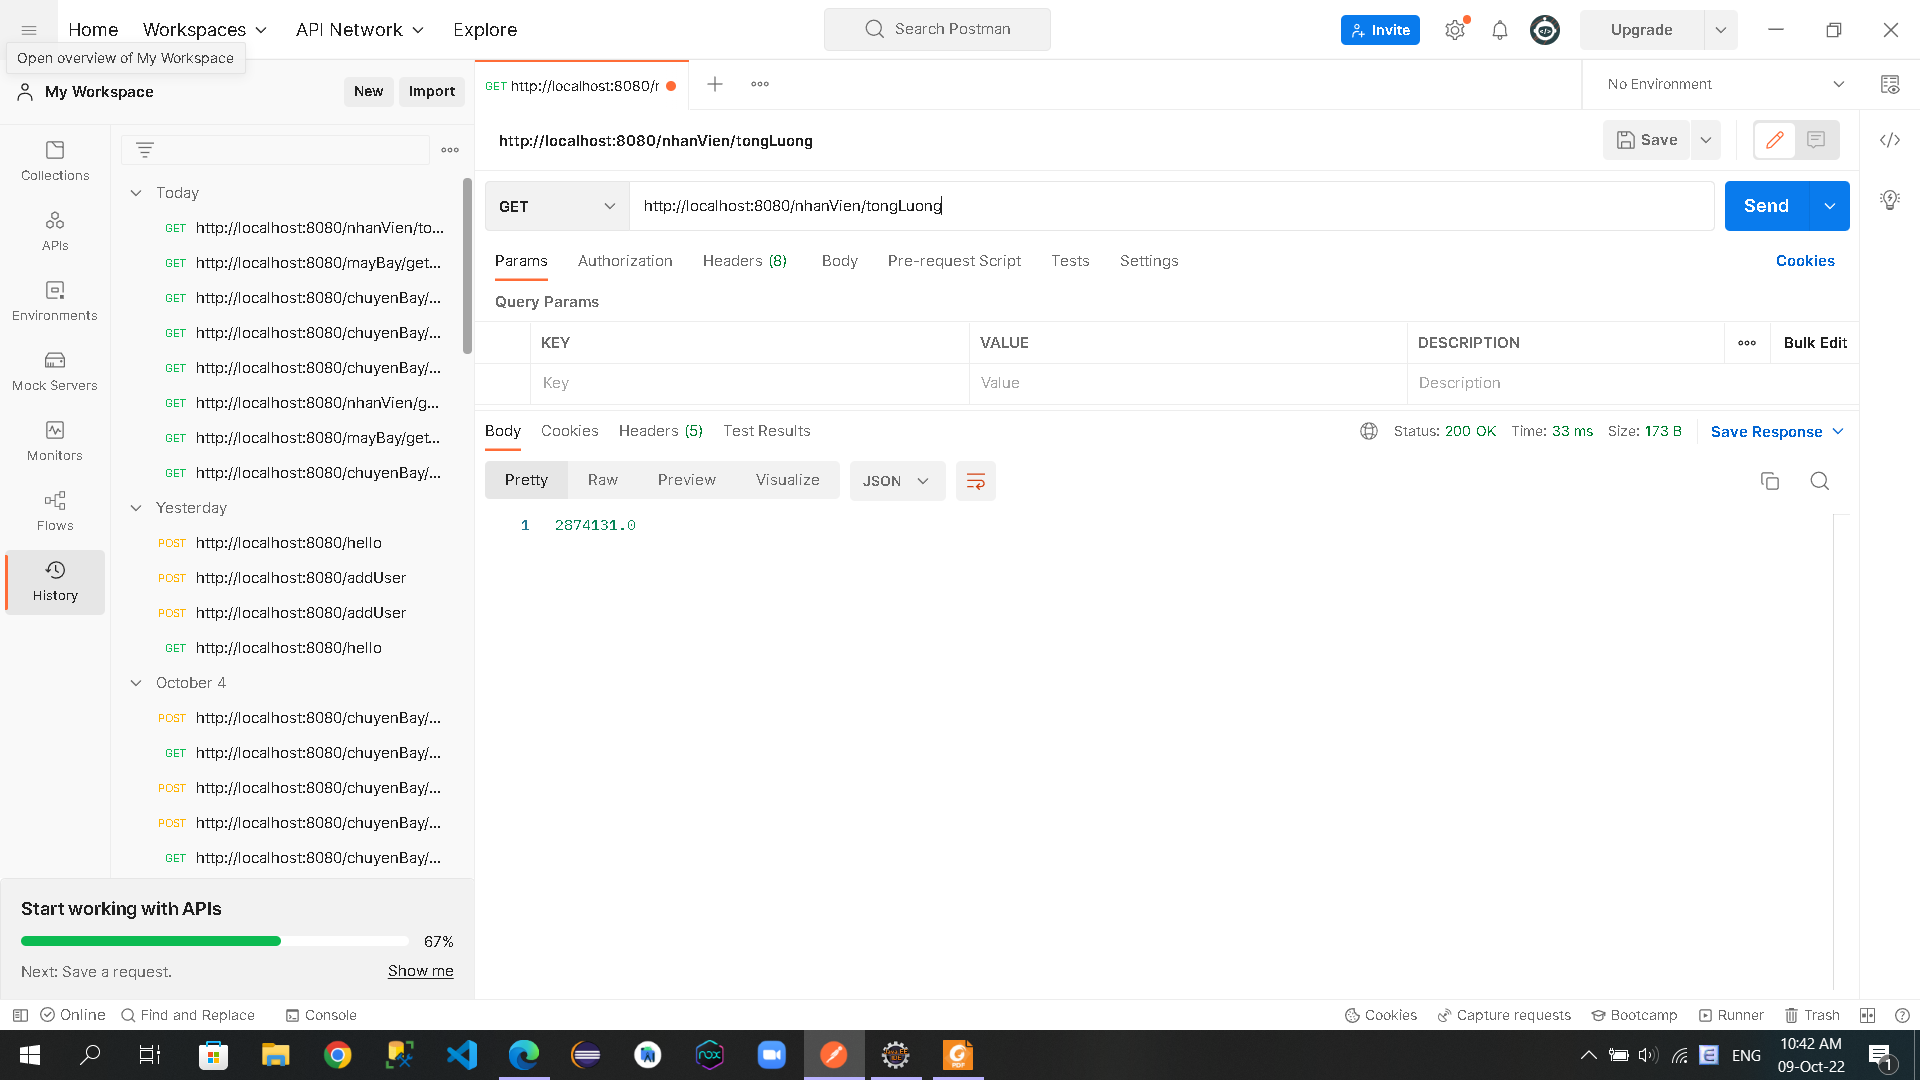 Home
Workspaces
API Network
Explore
Search Postman
Invite
Upgrade
Open overview of My Workspace
My Workspace
New
Import
GET http://localhost:8080/r
No Environment
http://localhost:8080/nhanVien/tongLuong
Save
Collections
APIs
Environments
Mock Servers
Monitors
Flows
History
Today
GET http://localhost:8080/nhanVien/to...
GET http://localhost:8080/mayBay/get...
GET http://localhost:8080/chuyenBay/...
GET http://localhost:8080/chuyenBay/...
GET http://localhost:8080/chuyenBay/...
GET http://localhost:8080/nhanVien/g...
GET http://localhost:8080/mayBay/get...
GET http://localhost:8080/chuyenBay/...
Yesterday
POST http://localhost:8080/hello
POST http://localhost:8080/addUser
POST http://localhost:8080/addUser
GET http://localhost:8080/hello
October 4
POST http://localhost:8080/chuyenBay/...
GET http://localhost:8080/chuyenBay/...
POST http://localhost:8080/chuyenBay/...
POST http://localhost:8080/chuyenBay/...
GET http://localhost:8080/chuyenBay/...
Start working with APIs
67%
Next: Save a request.
Show me
GET
http://localhost:8080/nhanVien/tongLuong
Send
Params
Authorization
Headers (8)
Body
Pre-request Script
Tests
Settings
Cookies
Query Params
KEY
VALUE
DESCRIPTION
Bulk Edit
Key
Value
Description
Body
Cookies
Headers (5)
Test Results
Status: 200 OK
Time: 33 ms
Size: 173 B
Save Response
Pretty
Raw
Preview
Visualize
JSON
1 2874131.0
Online
Find and Replace
Console
Cookies
Capture requests
Bootcamp
Runner
Trash
ENG
10:42 AM
09-Oct-22
1